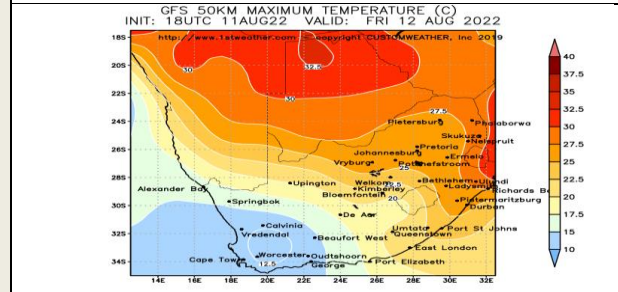 GFS 50KM MAXIMUM TEMPERATURE (C)
INIT: 18UTC 11AUG22 VALID: FRI 12 AUG 2022
http://www.1stweather.com - copyright CUSTOMWEATHER, Inc 2019
18S
20S
22S
24S
26S
28S
30S
32S
34S
14E 16E 18E 20E 22E 24E 26E 28E 30E 32E
40
37.5
35
32.5
30
27.5
25
22.5
20
17.5
15
12.5
10
30
32.5
30
27.5
Pietersburg
Phalaborwa
Skukuza
Nelspruit
Pretoria
Johannesburg
Ermelo
Vryburg
Potchefstroom
25
Upington
Welkom
Kimberley
Bloemfontein
22.5
20
Bethlehem
Ulundi
Ladysmith
Richards Ba
Pietermaritzburg
Durban
Alexander Bay
Springbok
De Aar
Calvinia
Vredendal
Beaufort West
Umtata
Port St Johns
Queenstown
East London
Cape Town
Worcester
Oudtshoorn
George
Port Elizabeth
12.5